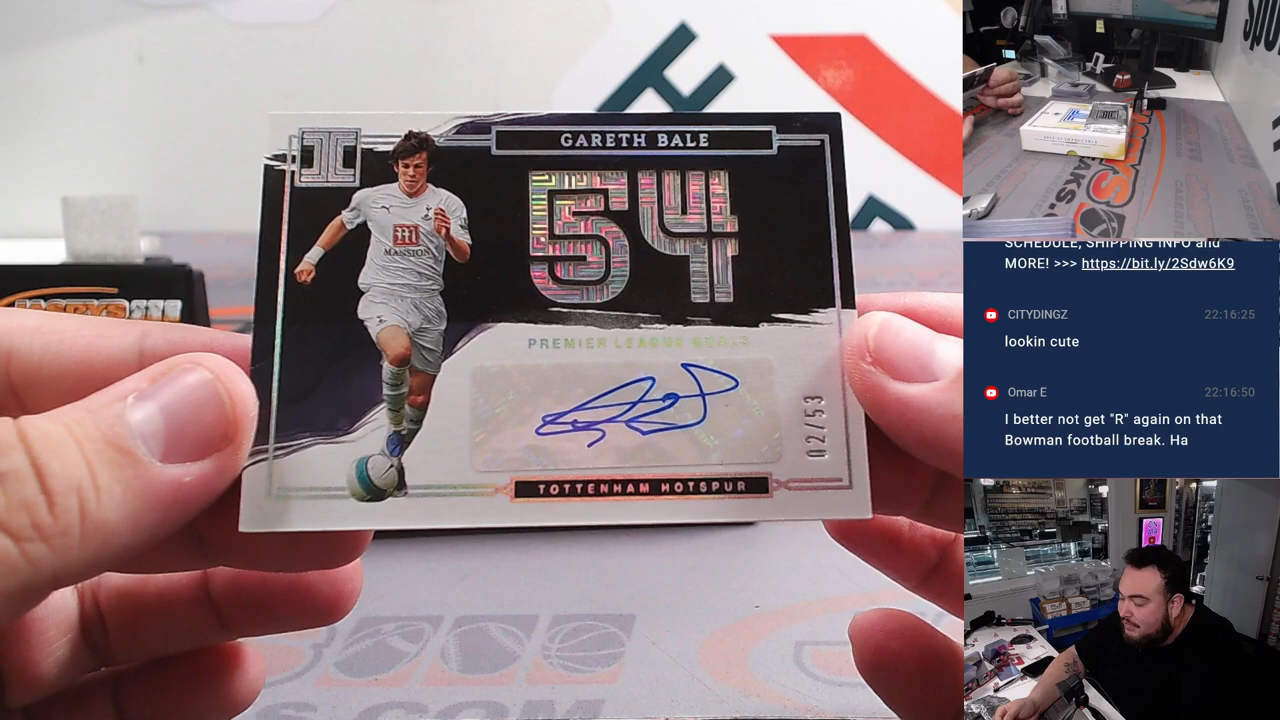 GARETH BALE
54
PREMIER LEAGUE GOALS
MANSION
02/53
TOTTENHAM HOTSPUR
.COM
SCHEDULE, SHIPPING INFO and
MORE! >>> https://bit.ly/2Sdw6K9
CITYDINGZ 22:16:25
lookin cute
Omar E 22:16:50
I better not get "R" again on that
Bowman football break. Ha